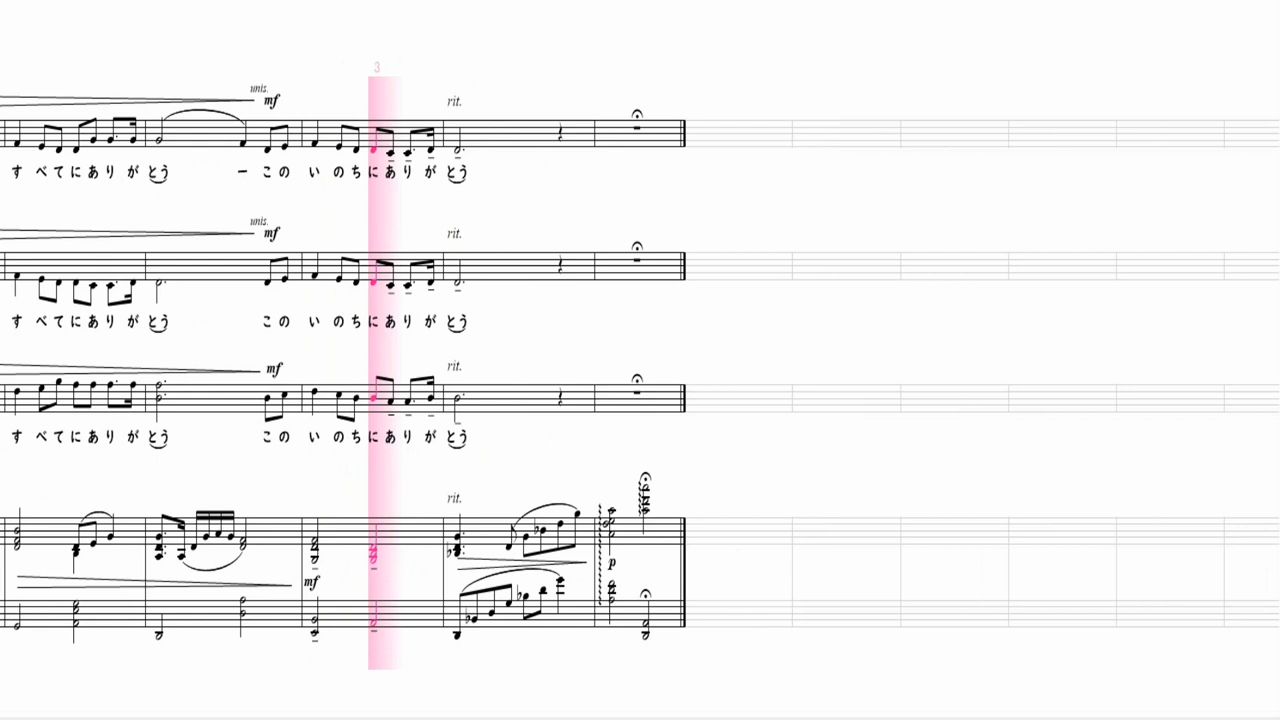 3
unis.
mf
rit.
すべてにありがとう ー この いのちにありがとう
unis.
mf
rit.
すべてにありがとう この いのちにありがとう
mf
rit.
すべてにありがとう この いのちにありがとう
rit.
mf
p